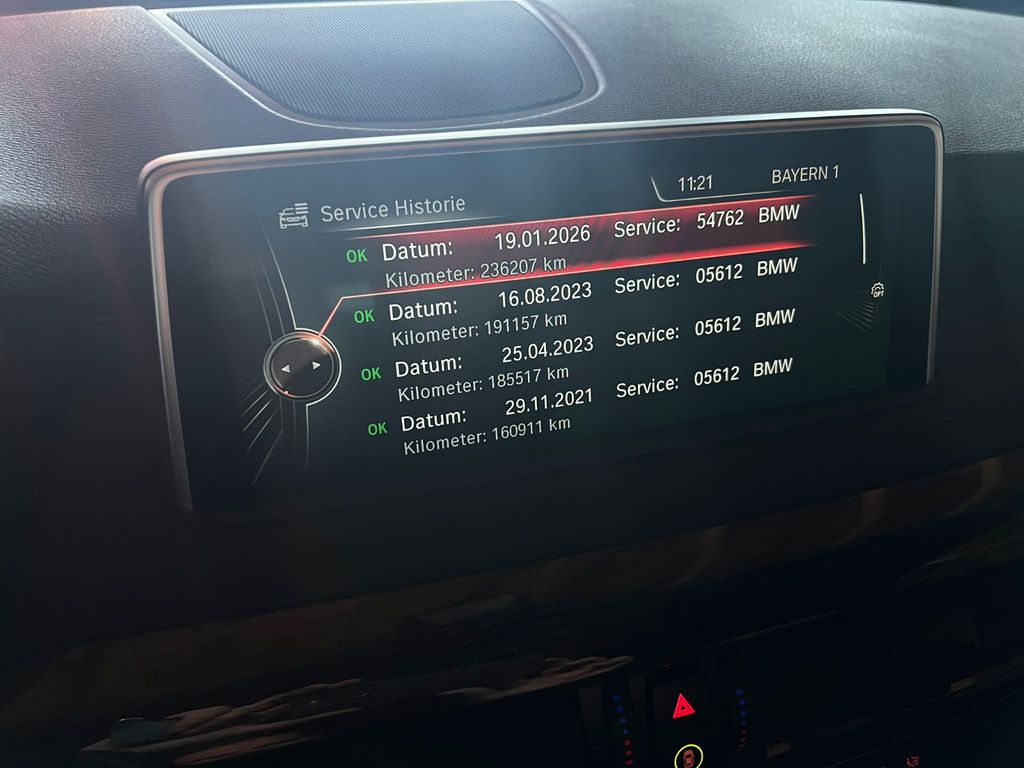 11:21 BAYERN 1
Service Historie
OK Datum: 19.01.2026 Service: 54762 BMW
Kilometer: 236207 km
OK Datum: 16.08.2023 Service: 05612 BMW
Kilometer: 191157 km
OK Datum: 25.04.2023 Service: 05612 BMW
Kilometer: 185517 km
OK Datum: 29.11.2021 Service: 05612 BMW
Kilometer: 160911 km
OPT